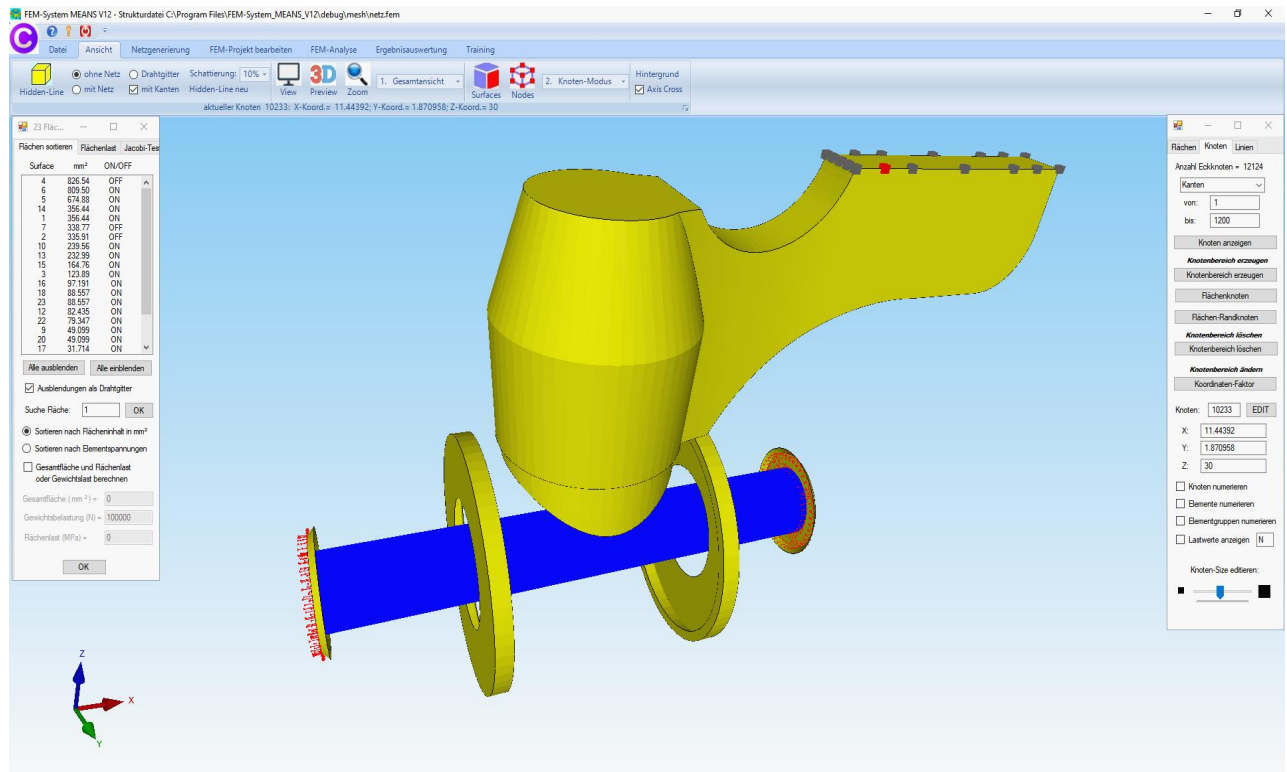 FEM-System MEANS V12 - Strukturdatei C:\Program Files\FEM-System_MEANS_V12\debug\mesh\netz.fem
C
Datei Ansicht Netzgenerierung FEM-Projekt bearbeiten FEM-Analyse Ergebnisauswertung Training
ohne Netz Drahtgitter Schattierung: 10% 3D 1. Gesamtansicht 2. Knoten-Modus Hintergrund
Hidden-Line mit Netz mit Kanten Hidden-Line neu View Preview Zoom Surfaces Nodes Axis Cross
aktueller Knoten 10233: X-Koord.= 11.44392; Y-Koord.= 1.870958; Z-Koord.= 30
23 Fläc...
Flächen sortieren Flächenlast Jacobi-Tes
Surface mm² ON/OFF
4 826.54 OFF
6 809.50 ON
5 674.88 ON
14 356.44 ON
1 356.44 ON
7 338.77 OFF
2 335.91 OFF
10 239.56 ON
13 232.99 ON
15 164.76 ON
3 123.89 ON
16 97.191 ON
18 88.557 ON
23 88.557 ON
12 82.435 ON
22 79.347 ON
9 49.099 ON
20 49.099 ON
17 31.714 ON
Alle ausblenden Alle einblenden
Ausblendungen als Drahtgitter
Suche Fläche: 1 OK
Sortieren nach Flächeninhalt in mm²
Sortieren nach Elementspannungen
Gesamtfläche und Flächenlast
oder Gewichtslast berechnen
Gesamtfläche ( mm ²) = 0
Gewichtsbelastung (N) = 100000
Flächenlast (MPa) = 0
OK
Z
X
Y
Flächen Knoten Linien
Anzahl Eckknoten = 12124
Kanten
von: 1
bis: 1200
Knoten anzeigen
Knotenbereich erzeugen
Knotenbereich erzeugen
Flächenknoten
Flächen-Randknoten
Knotenbereich löschen
Knotenbereich löschen
Knotenbereich ändern
Koordinaten-Faktor
Knoten: 10233 EDIT
X: 11.44392
Y: 1.870958
Z: 30
Knoten numerieren
Elemente numerieren
Elementgruppen numerieren
Lastwerte anzeigen N
Knoten-Size editieren: